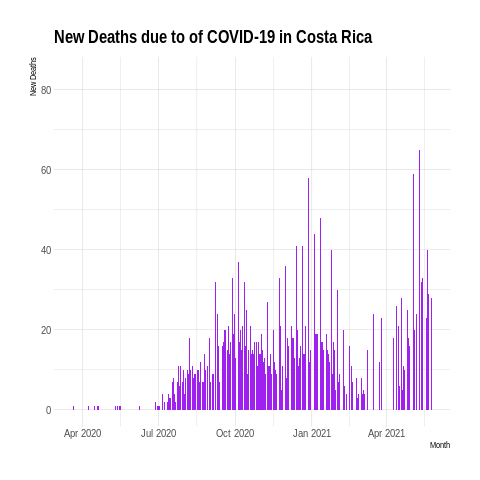 New Deaths due to of COVID-19 in Costa Rica
New Deaths
80
60
40
20
0
Apr 2020 Jul 2020 Oct 2020 Jan 2021 Apr 2021
Month